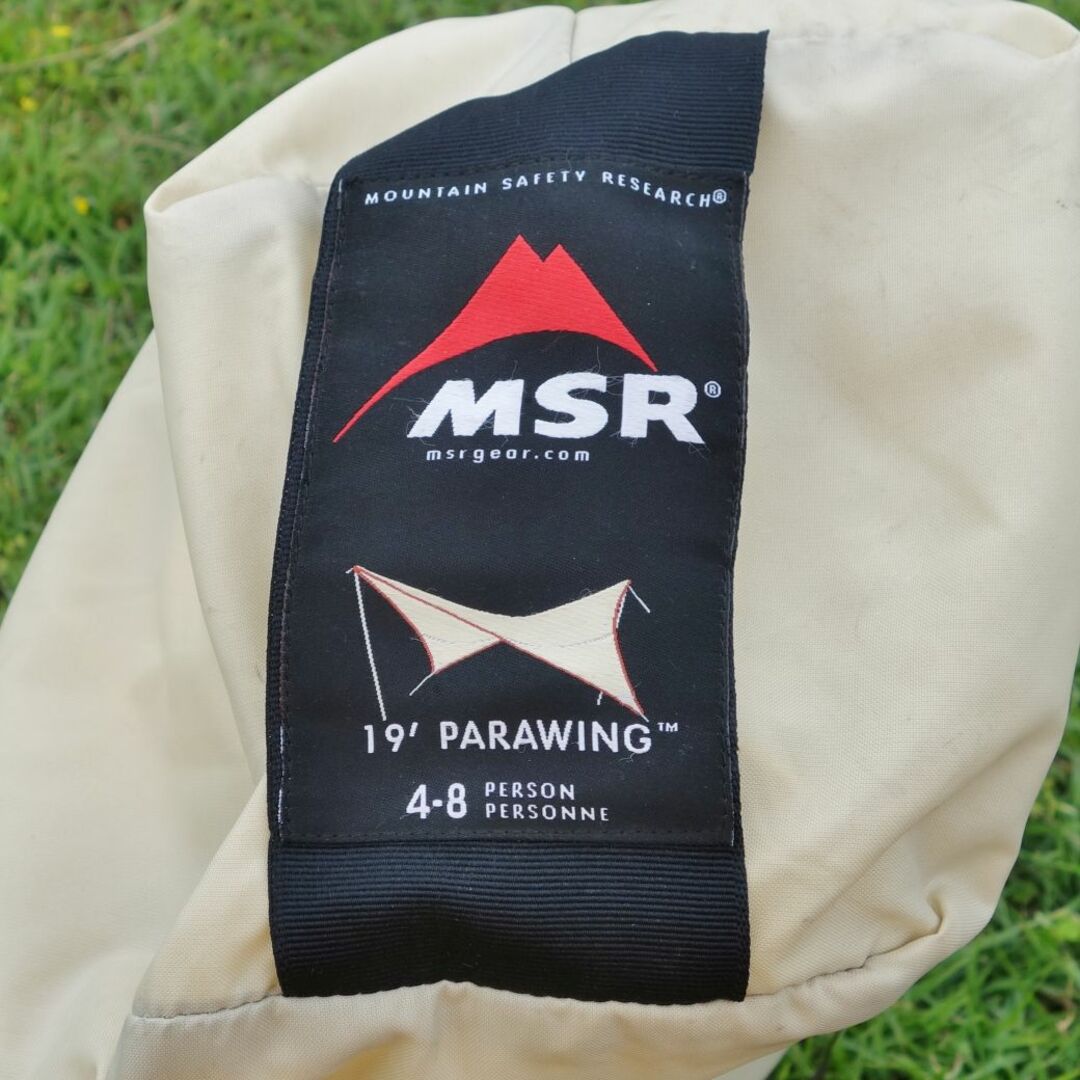 MOUNTAIN SAFETY RESEARCH®
MSR®
msrgear.com
19' PARAWING™
4-8 PERSON
PERSONNE